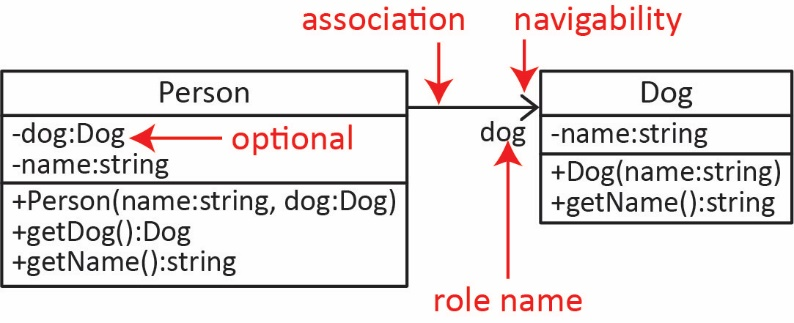 association
navigability
Person
Dog
-dog:Dog
optional
-name:string
dog
-name:string
+Person(name:string, dog:Dog)
+getDog():Dog
+getName():string
+Dog(name:string)
+getName():string
role name